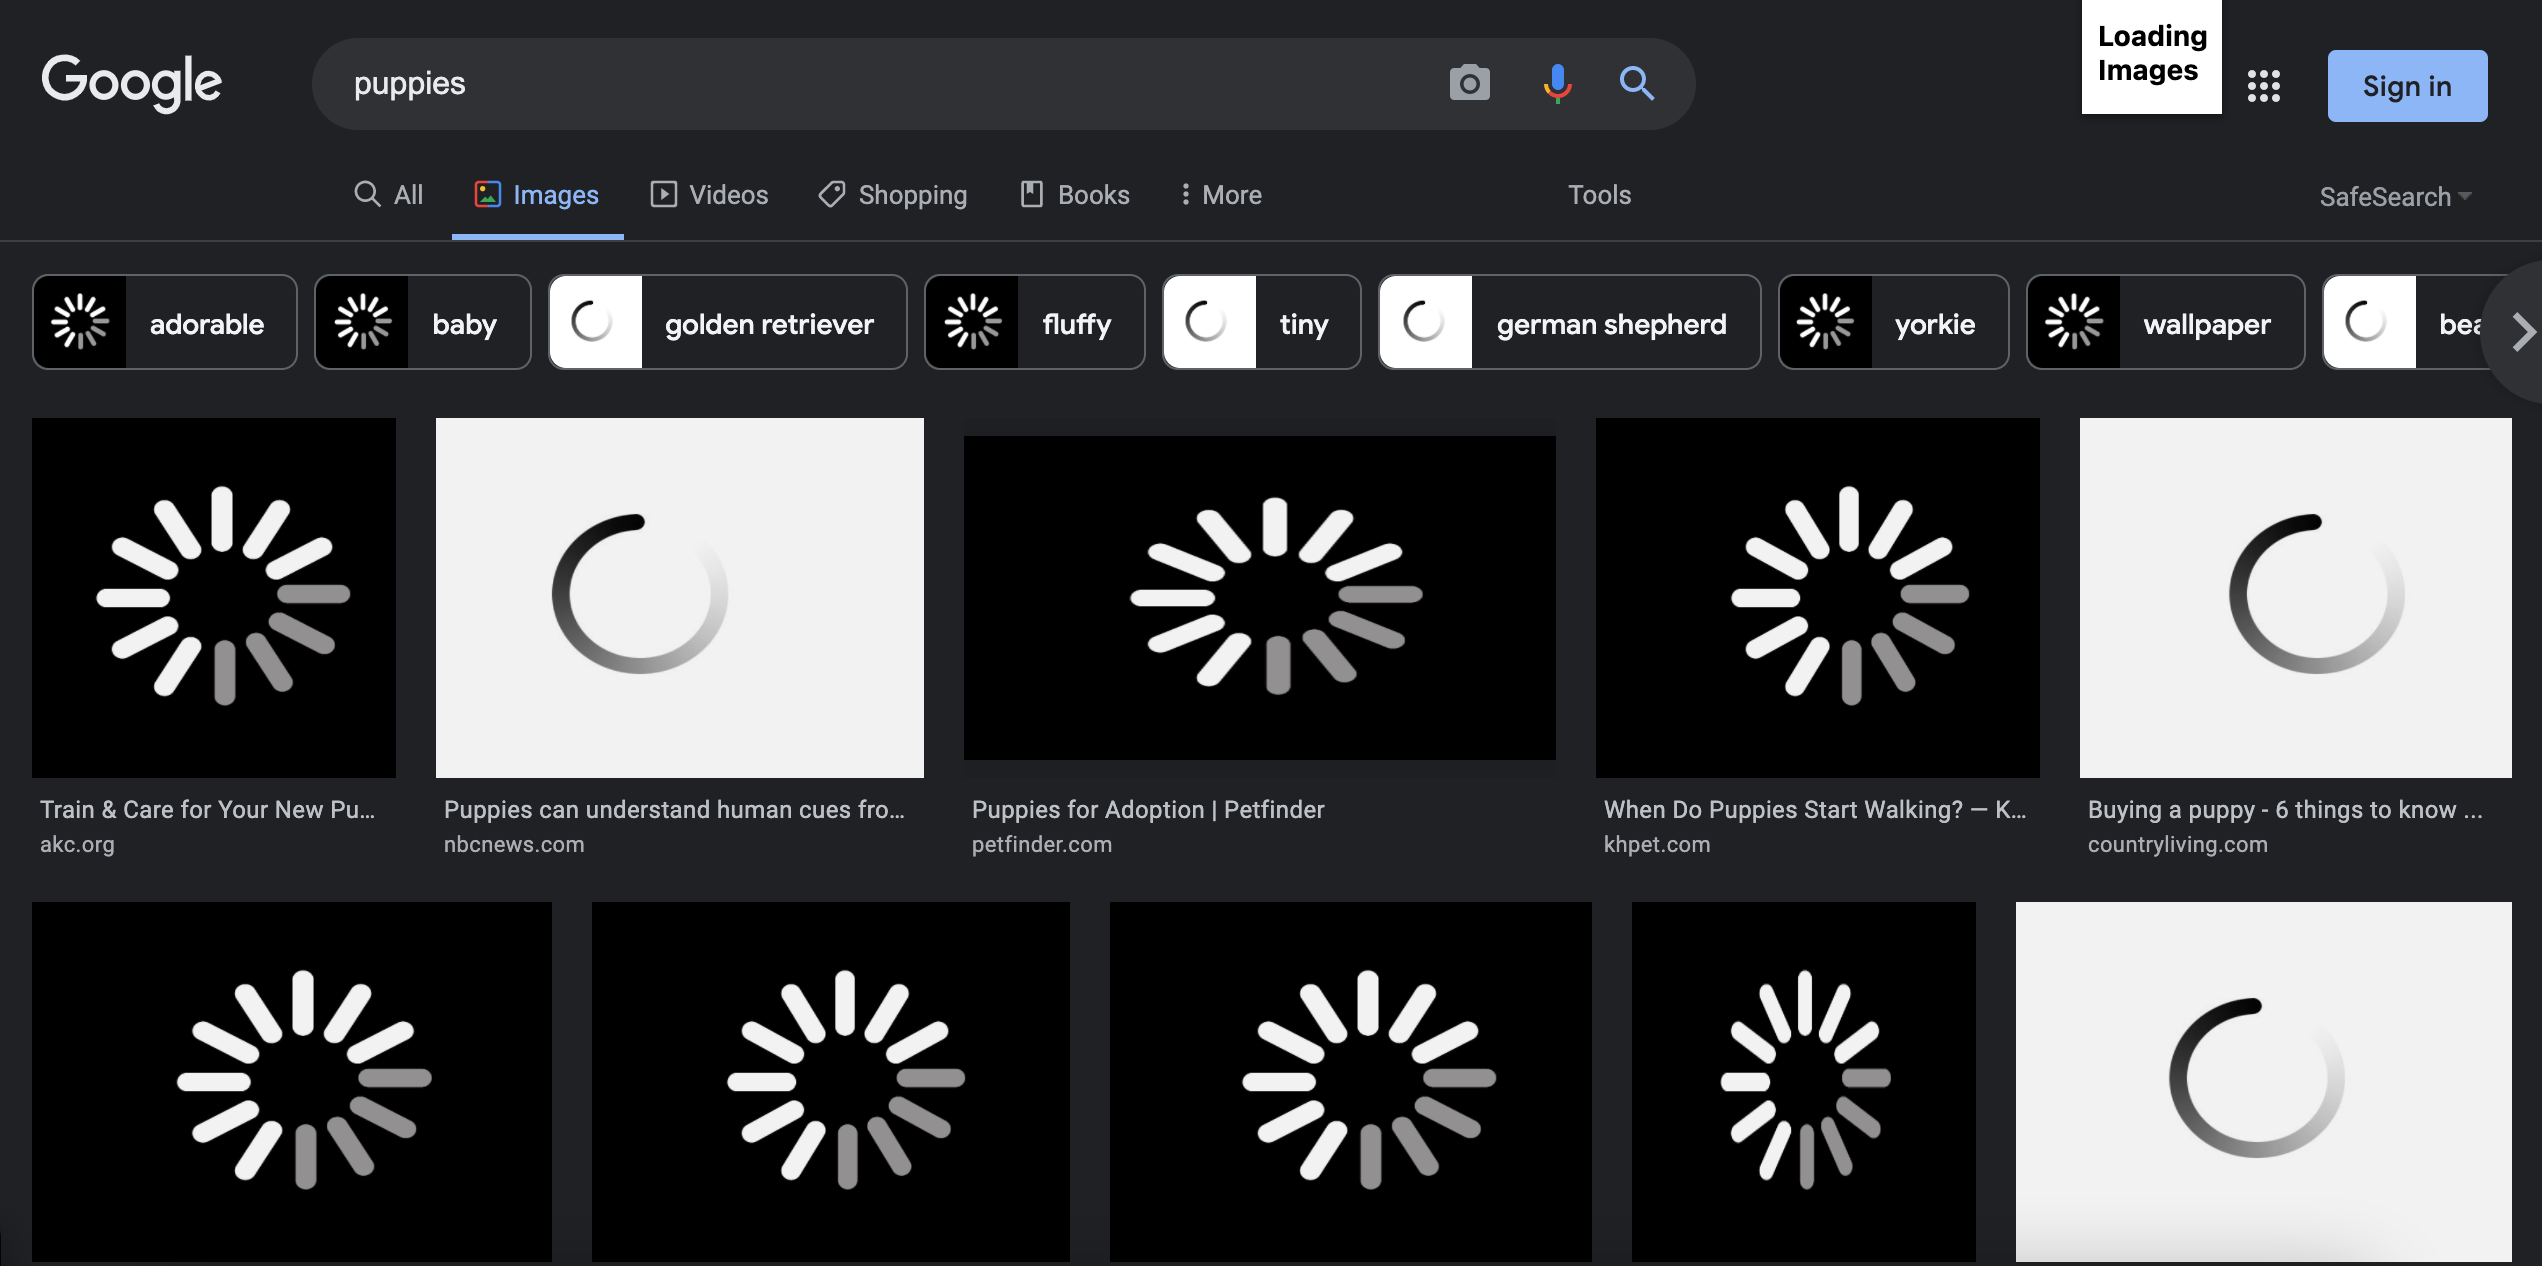 Google
puppies
Loading
Images
Sign in
All
Images
Videos
Shopping
Books
More
Tools
SafeSearch
adorable
baby
golden retriever
fluffy
tiny
german shepherd
yorkie
wallpaper
Train & Care for Your New Pu...
akc.org
Puppies can understand human cues fro...
nbcnews.com
Puppies for Adoption | Petfinder
petfinder.com
When Do Puppies Start Walking? — K...
khpet.com
Buying a puppy - 6 things to know ...
countryliving.com